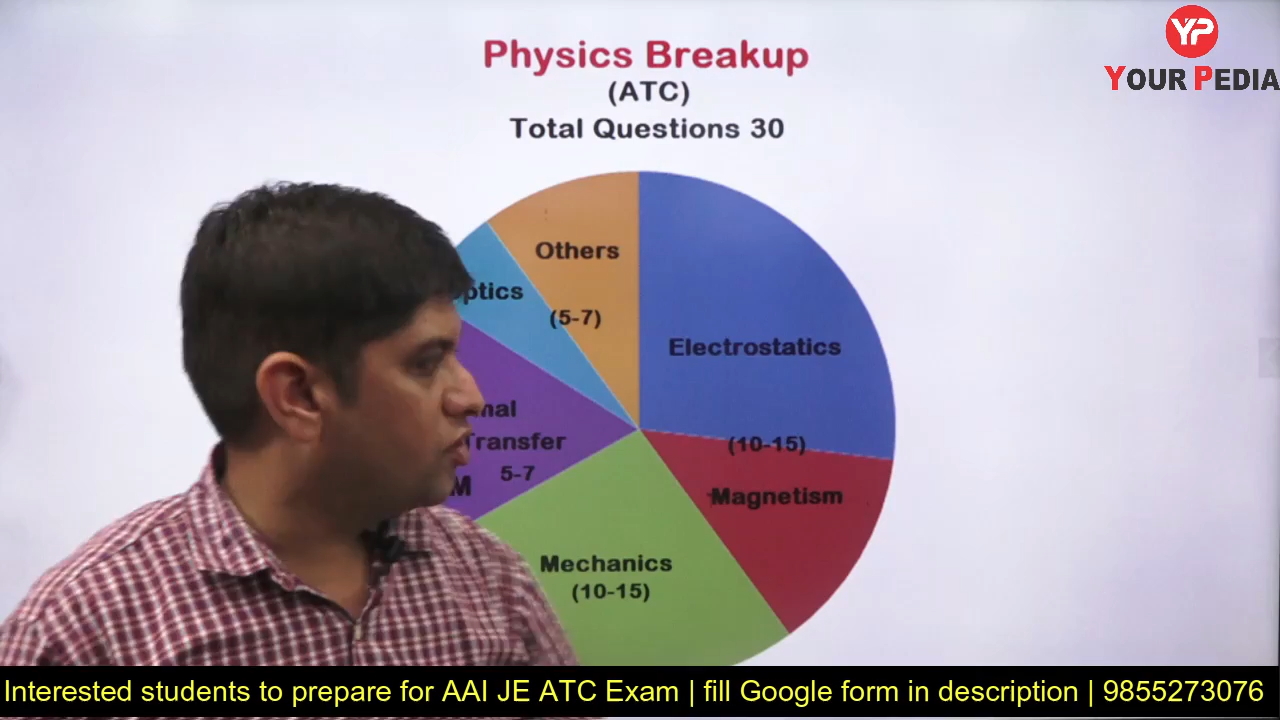 YP
YOUR PEDIA
Physics Breakup
(ATC)
Total Questions 30
Others
(5-7)
Electrostatics
(10-15)
Magnetism
Transfer
5-7
M
Mechanics
(10-15)
Interested students to prepare for AAI JE ATC Exam | fill Google form in description | 9855273076